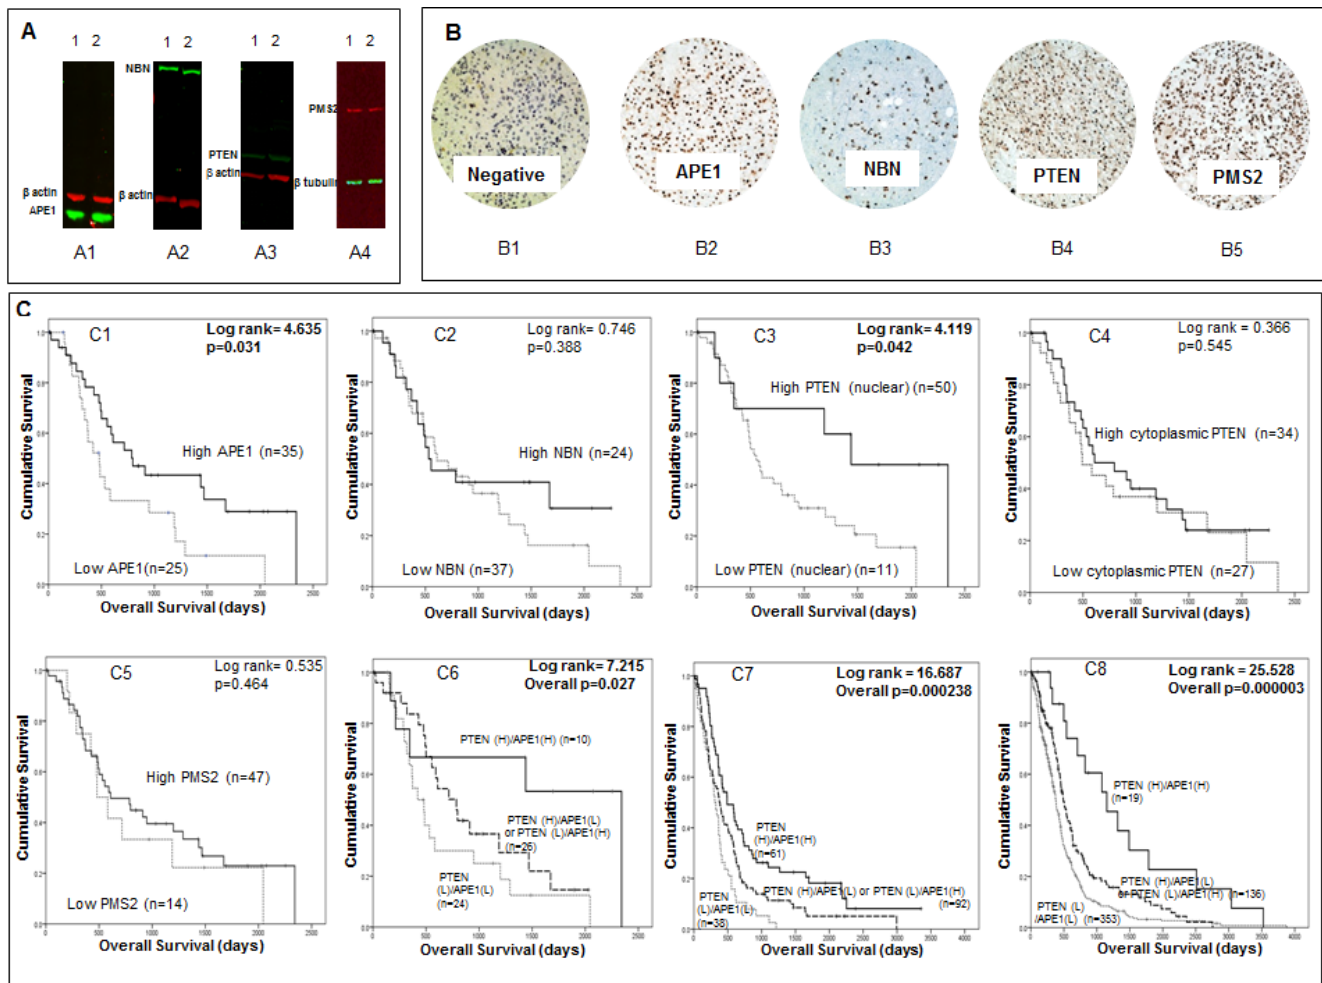 A
1 2
1 2
1 2
1 2
NBN
PMS2
PTEN
β actin
β tubulin
β actin
β actin
APE1
A1
A2
A3
A4
B
Negative
APE1
NBN
PTEN
PMS2
B1
B2
B3
B4
B5
C
C1
Log rank= 4.635
p=0.031
High APE1 (n=35)
Low APE1(n=25)
Cumulative Survival
Overall Survival (days)
C2
Log rank= 0.746
p=0.388
High NBN (n=24)
Low NBN (n=37)
Cumulative Survival
Overall Survival (days)
C3
Log rank= 4.119
p=0.042
High PTEN (nuclear) (n=50)
Low PTEN (nuclear) (n=11)
Cumulative Survival
Overall Survival (days)
C4
Log rank = 0.366
p=0.545
High cytoplasmic PTEN (n=34)
Low cytoplasmic PTEN (n=27)
Cumulative Survival
Overall Survival (days)
C5
Log rank= 0.535
p=0.464
High PMS2 (n=47)
Low PMS2 (n=14)
Cumulative Survival
Overall Survival (days)
C6
Log rank= 7.215
Overall p=0.027
PTEN (H)/APE1(H) (n=10)
PTEN (H)/APE1(L)
or PTEN (L)/APE1(H)
(n=26)
PTEN
(L)/APE1(L)
(n=24)
Cumulative Survival
Overall Survival (days)
C7
Log rank = 16.687
Overall p=0.000238
PTEN
(H)/APE1(H)
(n=61)
PTEN (H)/APE1(L) or PTEN (L)/APE1(H)
(n=92)
PTEN
(L)/APE1(L)
(n=38)
Cumulative Survival
Overall Survival (days)
C8
Log rank = 25.528
Overall p=0.000003
PTEN (H)/APE1(H)
(n=19)
PTEN (H)/APE1(L)
or PTEN (L)/APE1(H) (n=136)
PTEN (L)
/APE1(L) (n=353)
Cumulative Survival
Overall Survival (days)